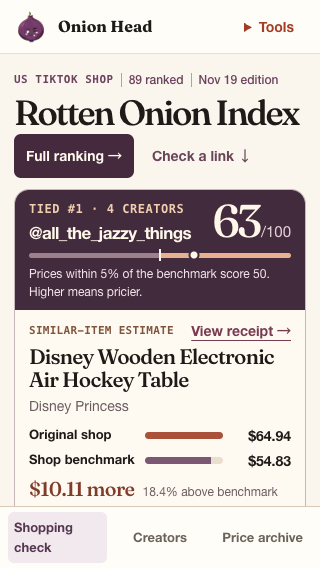 Onion Head
▶ Tools
US TIKTOK SHOP | 89 ranked | Nov 19 edition
Rotten Onion Index
Full ranking → Check a link ↓
TIED #1 · 4 CREATORS
@all_the_jazzy_things 63/100
Prices within 5% of the benchmark score 50.
Higher means pricier.
SIMILAR-ITEM ESTIMATE View receipt →
Disney Wooden Electronic
Air Hockey Table
Disney Princess
Original shop $64.94
Shop benchmark $54.83
$10.11 more 18.4% above benchmark
Shopping
check
Creators
Price archive